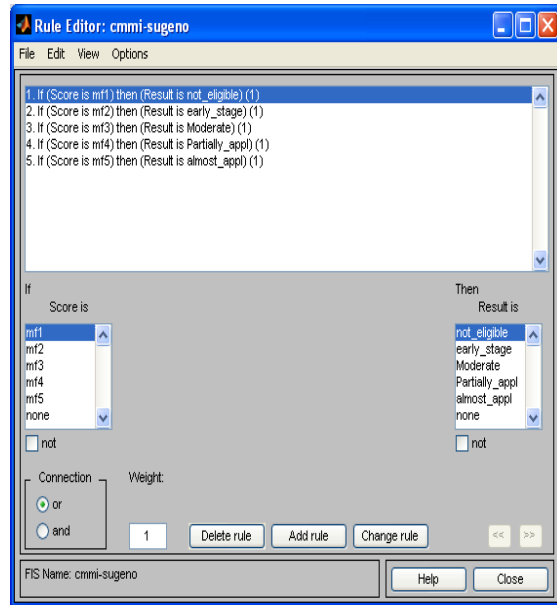 Rule Editor: cmmi-sugeno
File Edit View Options
1. If (Score is mf1) then (Result is not_eligible) (1)
2. If (Score is mf2) then (Result is early_stage) (1)
3. If (Score is mf3) then (Result is Moderate) (1)
4. If (Score is mf4) then (Result is Partially_appl) (1)
5. If (Score is mf5) then (Result is almost_appl) (1)
If
Score is
mf1
mf2
mf3
mf4
mf5
none
not
Then
Result is
not_eligible
early_stage
Moderate
Partially_appl
almost_appl
none
not
Connection
or
and
Weight:
1
Delete rule
Add rule
Change rule
<<
>>
FIS Name: cmmi-sugeno
Help
Close